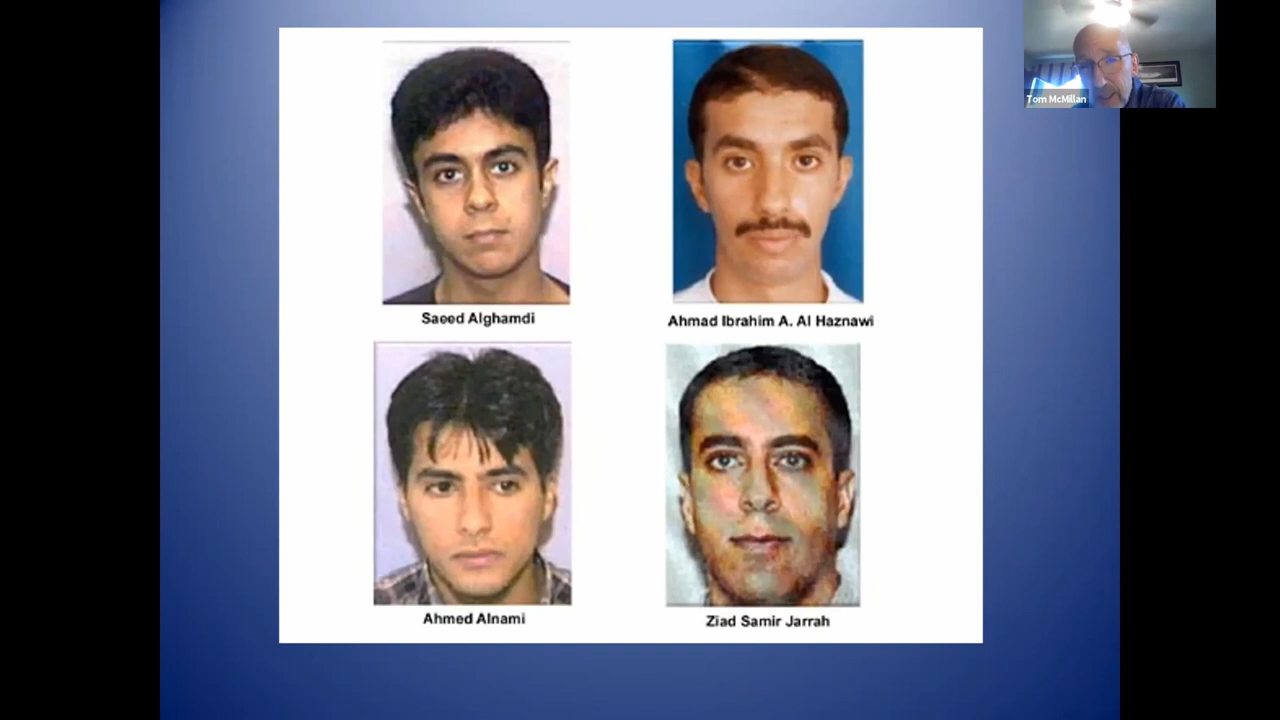 Tom McMillan
Saeed Alghamdi
Ahmad Ibrahim A. Al Haznawi
Ahmed Alnami
Ziad Samir Jarrah